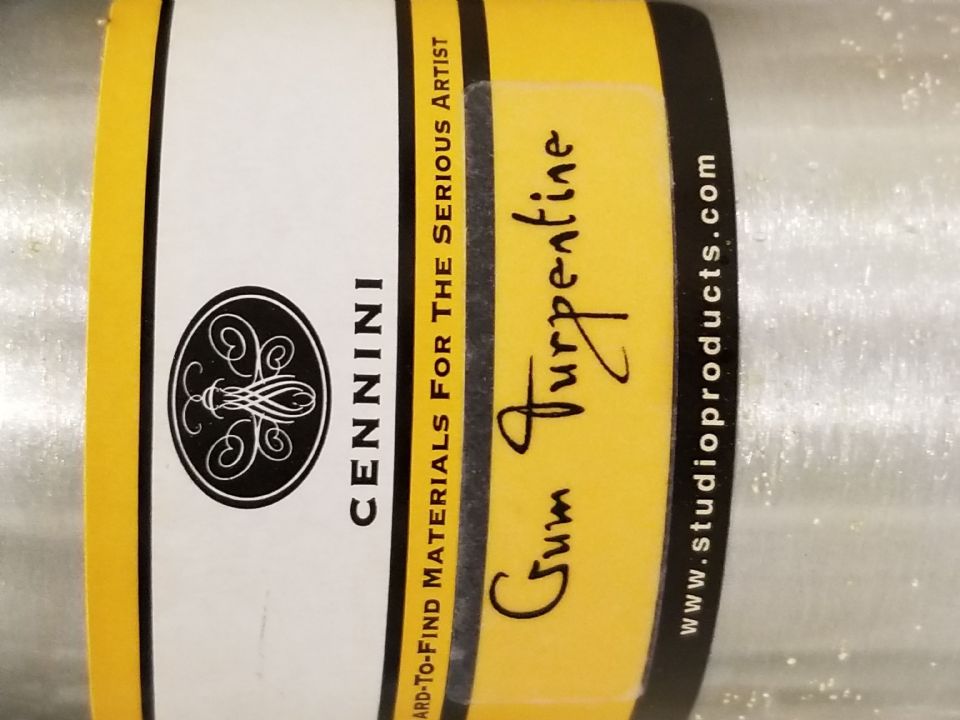 CENNINI
ARD-TO-FIND MATERIALS FOR THE SERIOUS ARTIST
Gum Turpentine
www.studioproducts.com